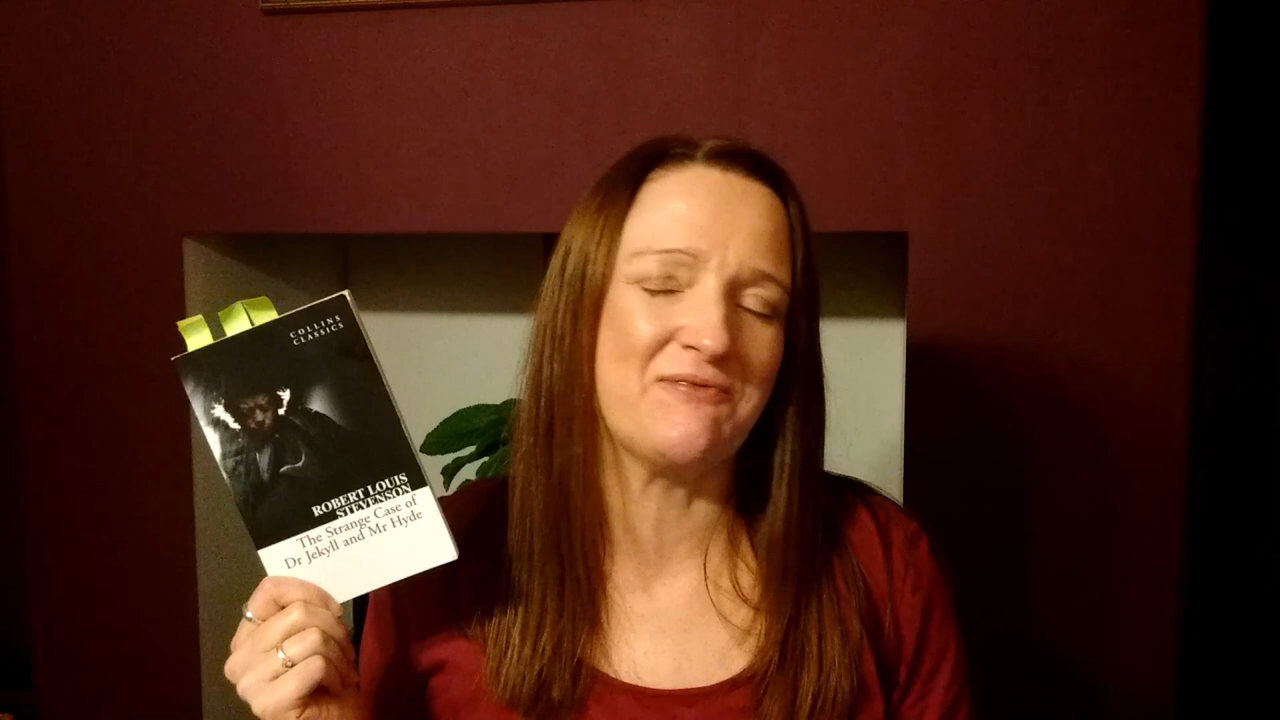 COLLINS
CLASSICS
ROBERT LOUIS
STEVENSON
The Strange Case of
Dr Jekyll and Mr Hyde